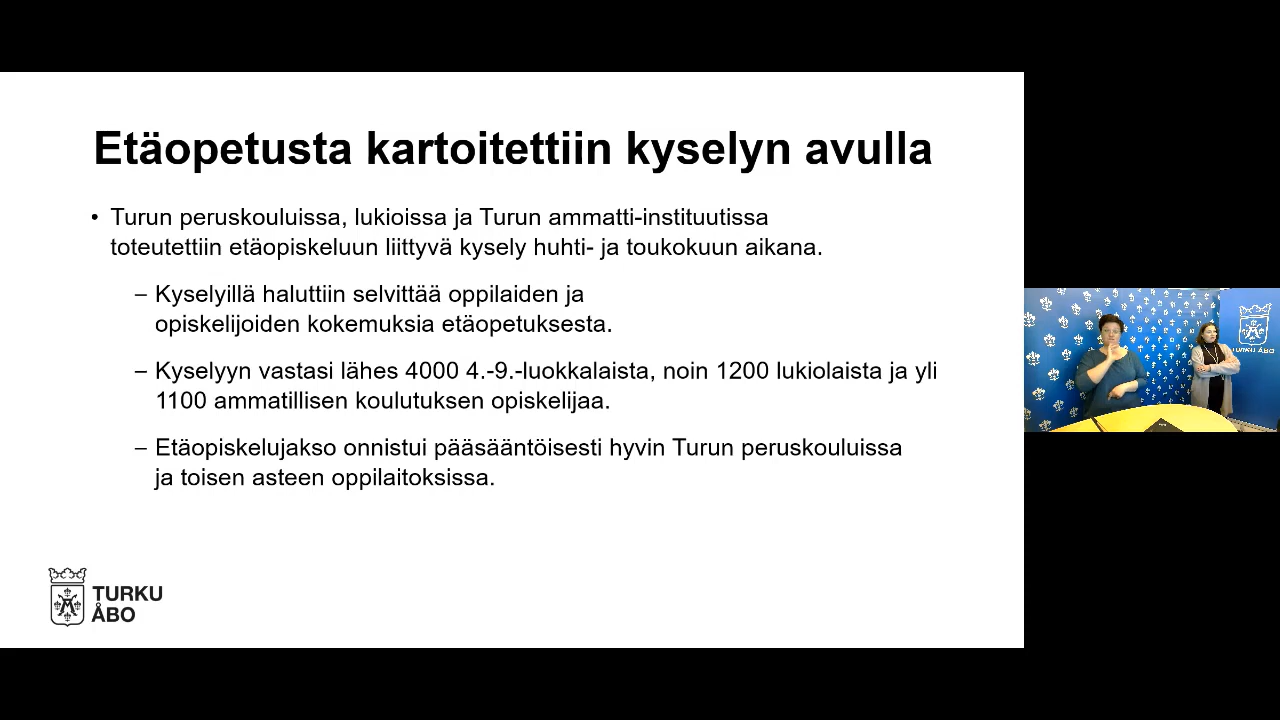 Etäopetusta kartoitettiin kyselyn avulla
• Turun peruskouluissa, lukioissa ja Turun ammatti-instituutissa
toteutettiin etäopiskeluun liittyvä kysely huhti- ja toukokuun aikana.
– Kyselyillä haluttiin selvittää oppilaiden ja
opiskelijoiden kokemuksia etäopetuksesta.
– Kyselyyn vastasi lähes 4000 4.-9.-luokkalaista, noin 1200 lukiolaista ja yli
1100 ammatillisen koulutuksen opiskelijaa.
– Etäopiskelujakso onnistui pääsääntöisesti hyvin Turun peruskouluissa
ja toisen asteen oppilaitoksissa.
TURKU
ÅBO
TURKU ÅBO